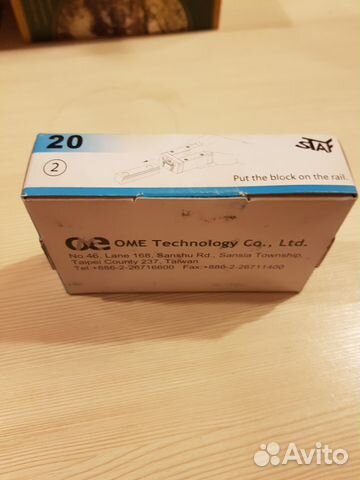 20
STAF
2
Put the block on the rail.
OME Technology Co., Ltd.
No.46, Lane 168, Sanshu Rd., Sansia Township,
Taipei County 237, Taiwan
Tel +886-2-26716600 Fax +886-2-26711400
Avito